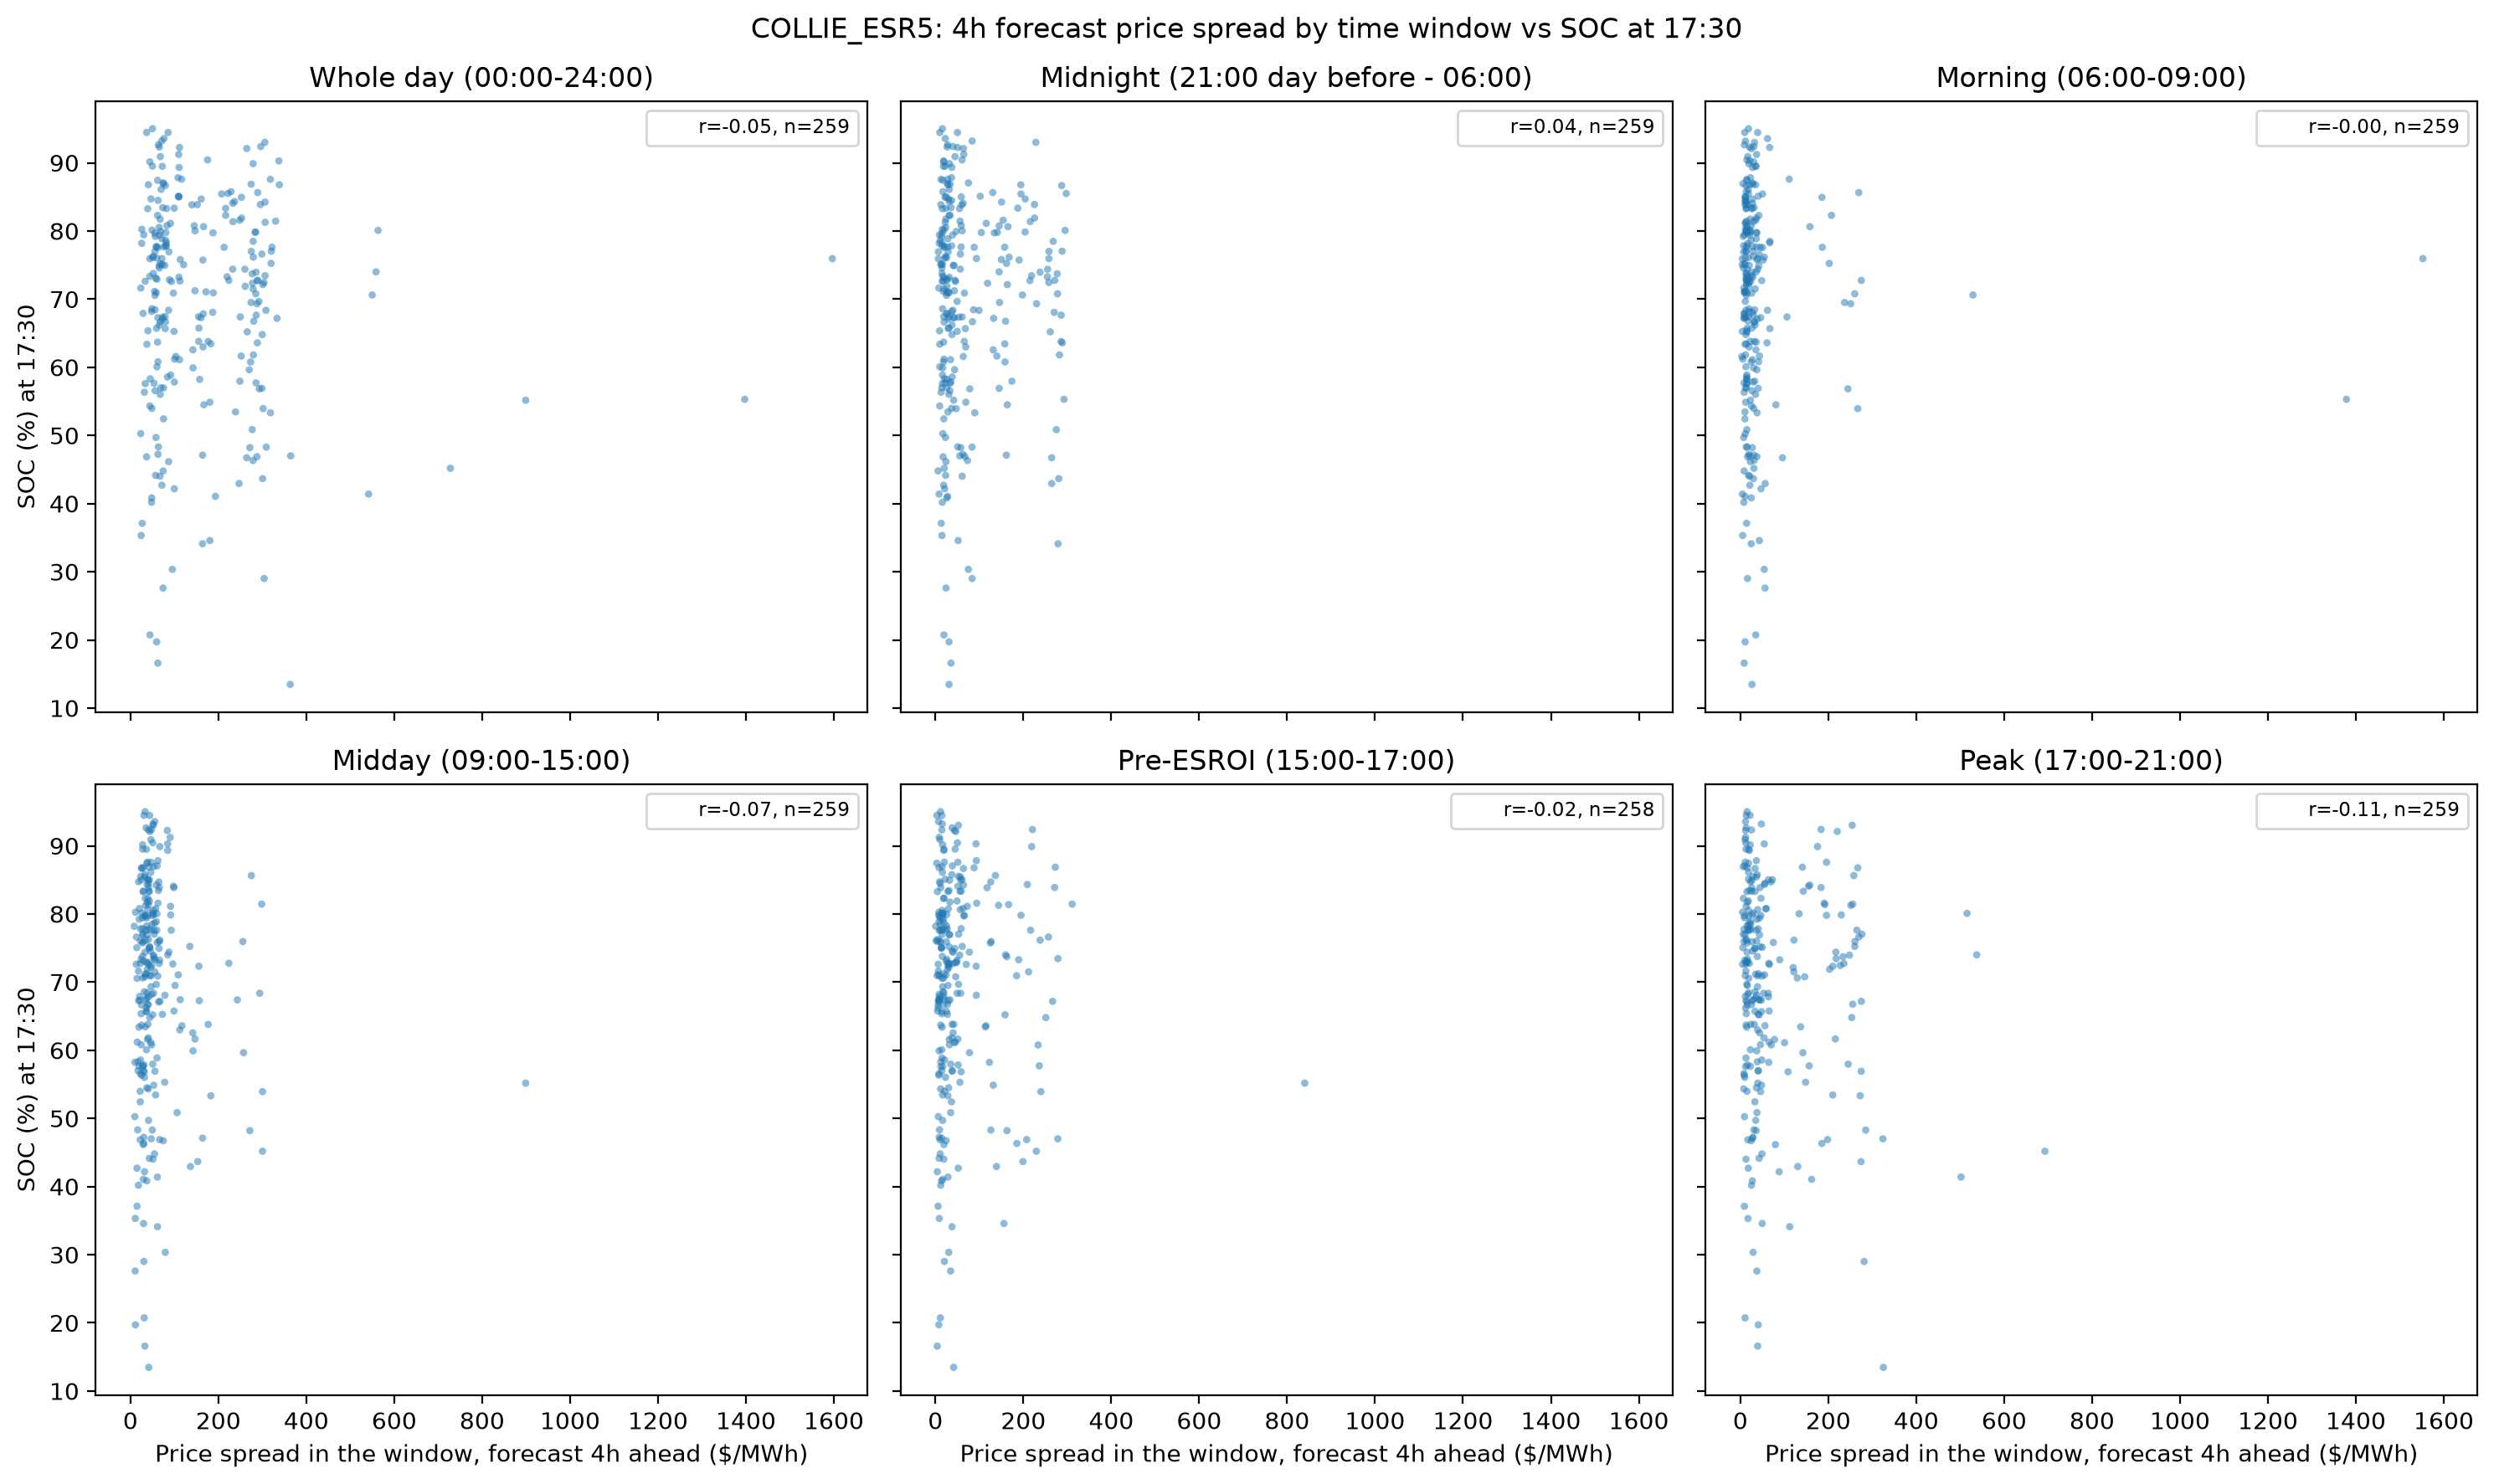 COLLIE_ESR5: 4h forecast price spread by time window vs SOC at 17:30
Whole day (00:00-24:00)
Midnight (21:00 day before - 06:00)
Morning (06:00-09:00)
r=-0.05, n=259
r=0.04, n=259
r=-0.00, n=259
SOC (%) at 17:30
90
80
70
60
50
40
30
20
10
Midday (09:00-15:00)
Pre-ESROI (15:00-17:00)
Peak (17:00-21:00)
r=-0.07, n=259
r=-0.02, n=258
r=-0.11, n=259
SOC (%) at 17:30
90
80
70
60
50
40
30
20
10
0 200 400 600 800 1000 1200 1400 1600
0 200 400 600 800 1000 1200 1400 1600
0 200 400 600 800 1000 1200 1400 1600
Price spread in the window, forecast 4h ahead ($/MWh)
Price spread in the window, forecast 4h ahead ($/MWh)
Price spread in the window, forecast 4h ahead ($/MWh)